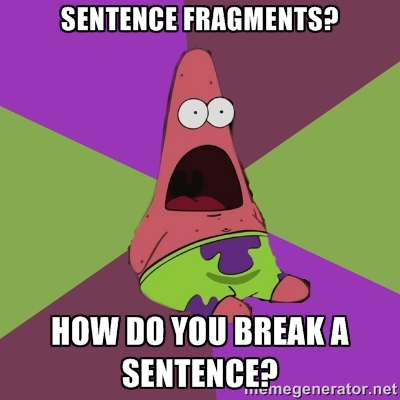 SENTENCE FRAGMENTS?
HOW DO YOU BREAK A
SENTENCE?
memegenerator.net